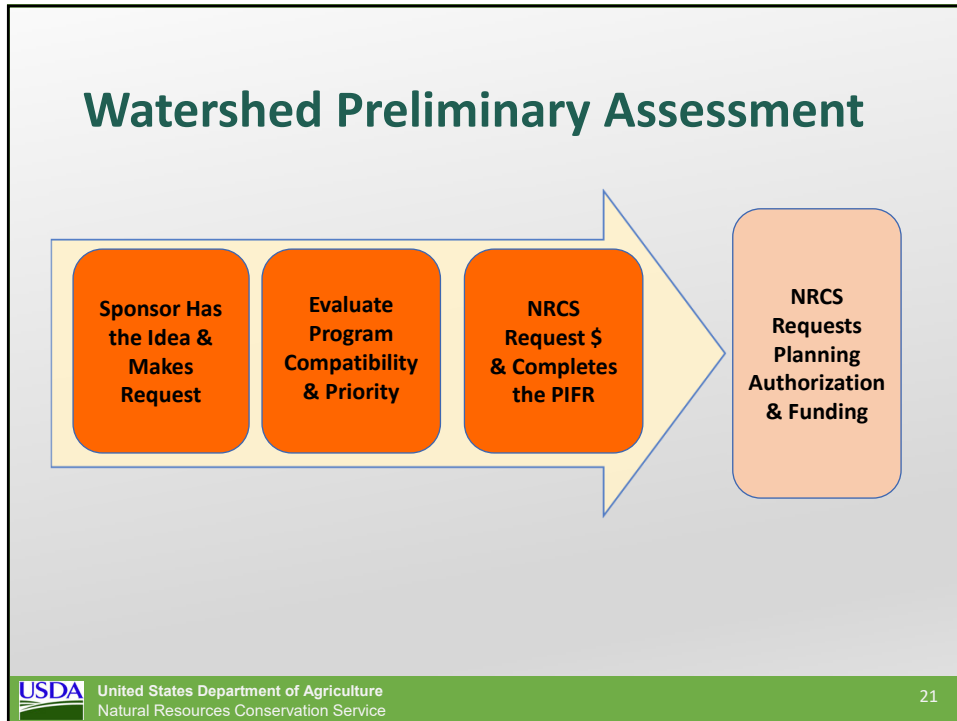 Watershed Preliminary Assessment
Sponsor Has
the Idea &
Makes
Request
Evaluate
Program
Compatibility
& Priority
NRCS
Request $
& Completes
the PIFR
NRCS
Requests
Planning
Authorization
& Funding
USDA
United States Department of Agriculture
Natural Resources Conservation Service
21